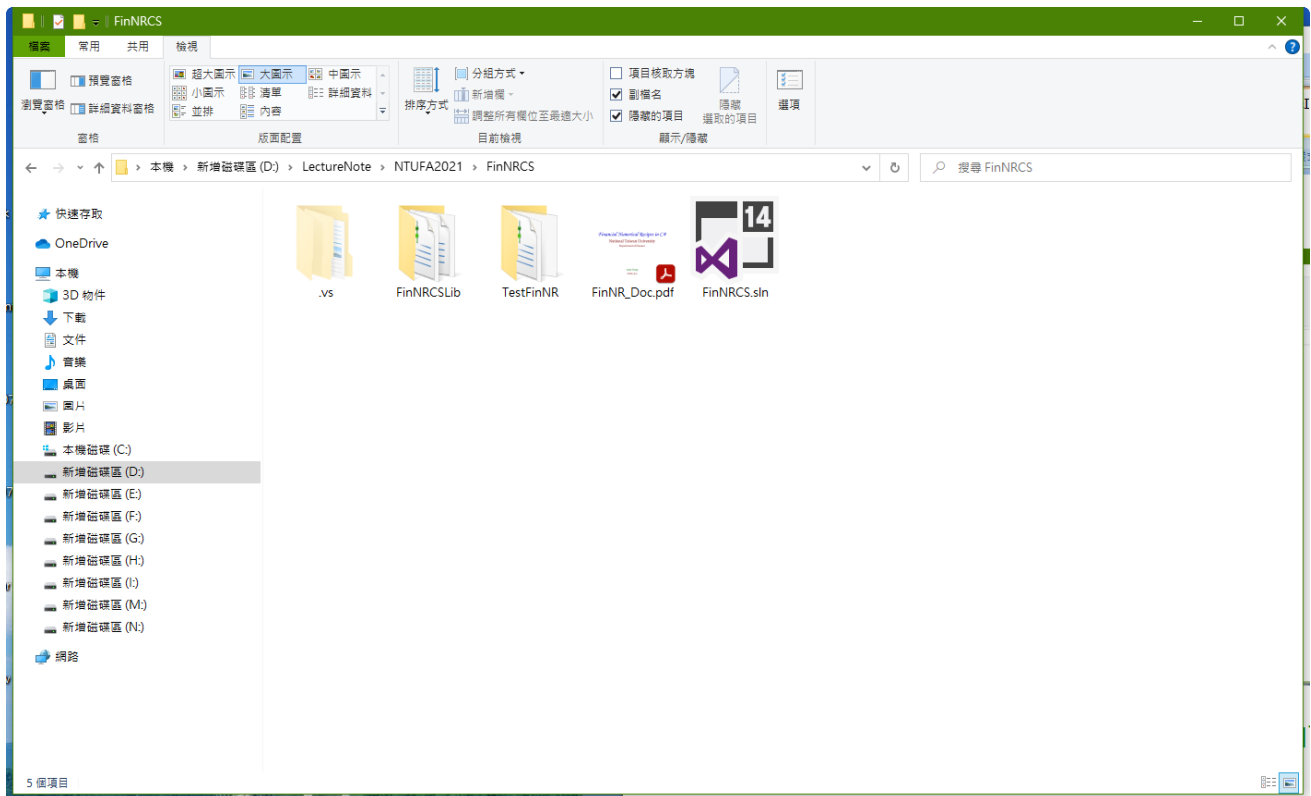 FinNRCS
檔案 常用 共用 檢視
預覽窗格
瀏覽窗格 詳細資料窗格
窗格
超大圖示 大圖示 中圖示
小圖示 清單 詳細資料
並排 內容
版面配置
排序方式
分組方式
新增欄
調整所有欄位至最適大小
目前檢視
項目核取方塊
副檔名
隱藏的項目
隱藏
選取的項目
顯示/隱藏
選項
本機 › 新增磁碟區 (D:) › LectureNote › NTUFA2021 › FinNRCS
搜尋 FinNRCS
快速存取
OneDrive
本機
3D 物件
下載
文件
音樂
桌面
圖片
影片
本機磁碟 (C:)
新增磁碟區 (D:)
新增磁碟區 (E:)
新增磁碟區 (F:)
新增磁碟區 (G:)
新增磁碟區 (H:)
新增磁碟區 (I:)
新增磁碟區 (M:)
新增磁碟區 (N:)
網路
Financial Numerical Recipes in C#
National Taiwan University
14
.vs FinNRCSLib TestFinNR FinNR_Doc.pdf FinNRCS.sln
5 個項目